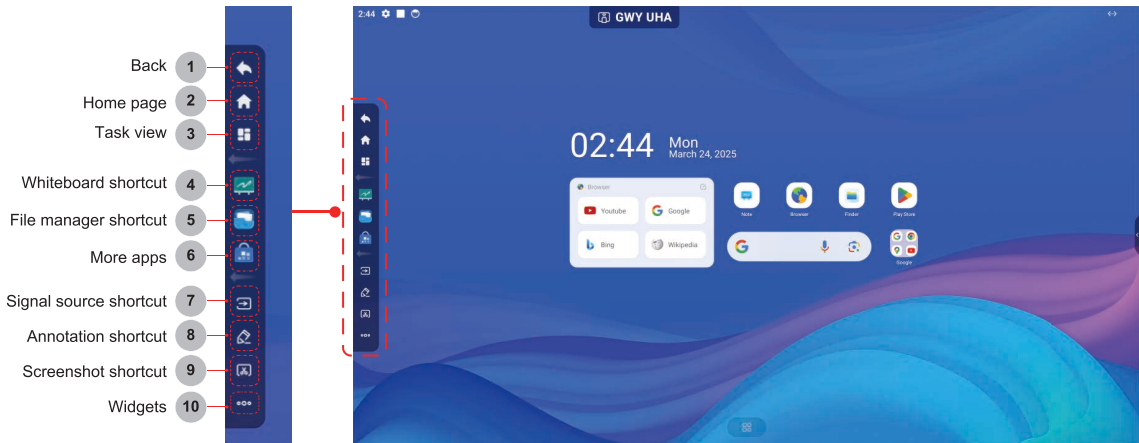 Back 1
Home page 2
Task view 3
Whiteboard shortcut 4
File manager shortcut 5
More apps 6
Signal source shortcut 7
Annotation shortcut 8
Screenshot shortcut 9
Widgets 10
2:44
GWY UHA
02:44
Mon
March 24, 2025
Browser
Youtube
Google
Bing
Wikipedia
Note
Browser
Finder
Play Store
Google